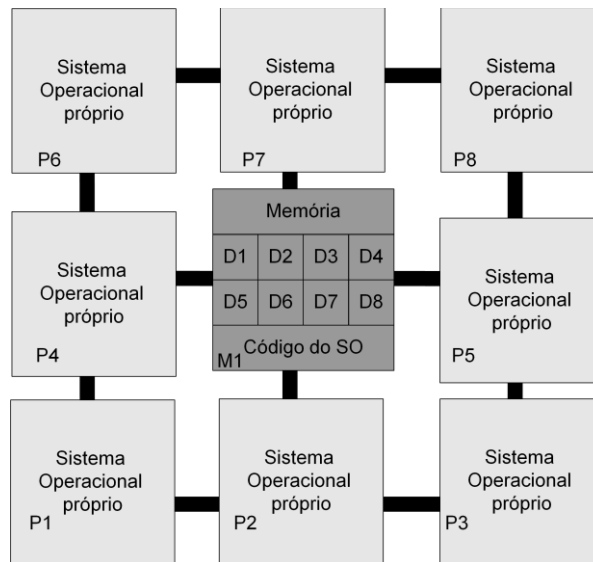 Sistema
Operacional
próprio
P6
Sistema
Operacional
próprio
P7
Sistema
Operacional
próprio
P8
Sistema
Operacional
próprio
P4
Memória
D1 D2 D3 D4
D5 D6 D7 D8
Código do SO
M1
Sistema
Operacional
próprio
P5
Sistema
Operacional
próprio
P1
Sistema
Operacional
próprio
P2
Sistema
Operacional
próprio
P3